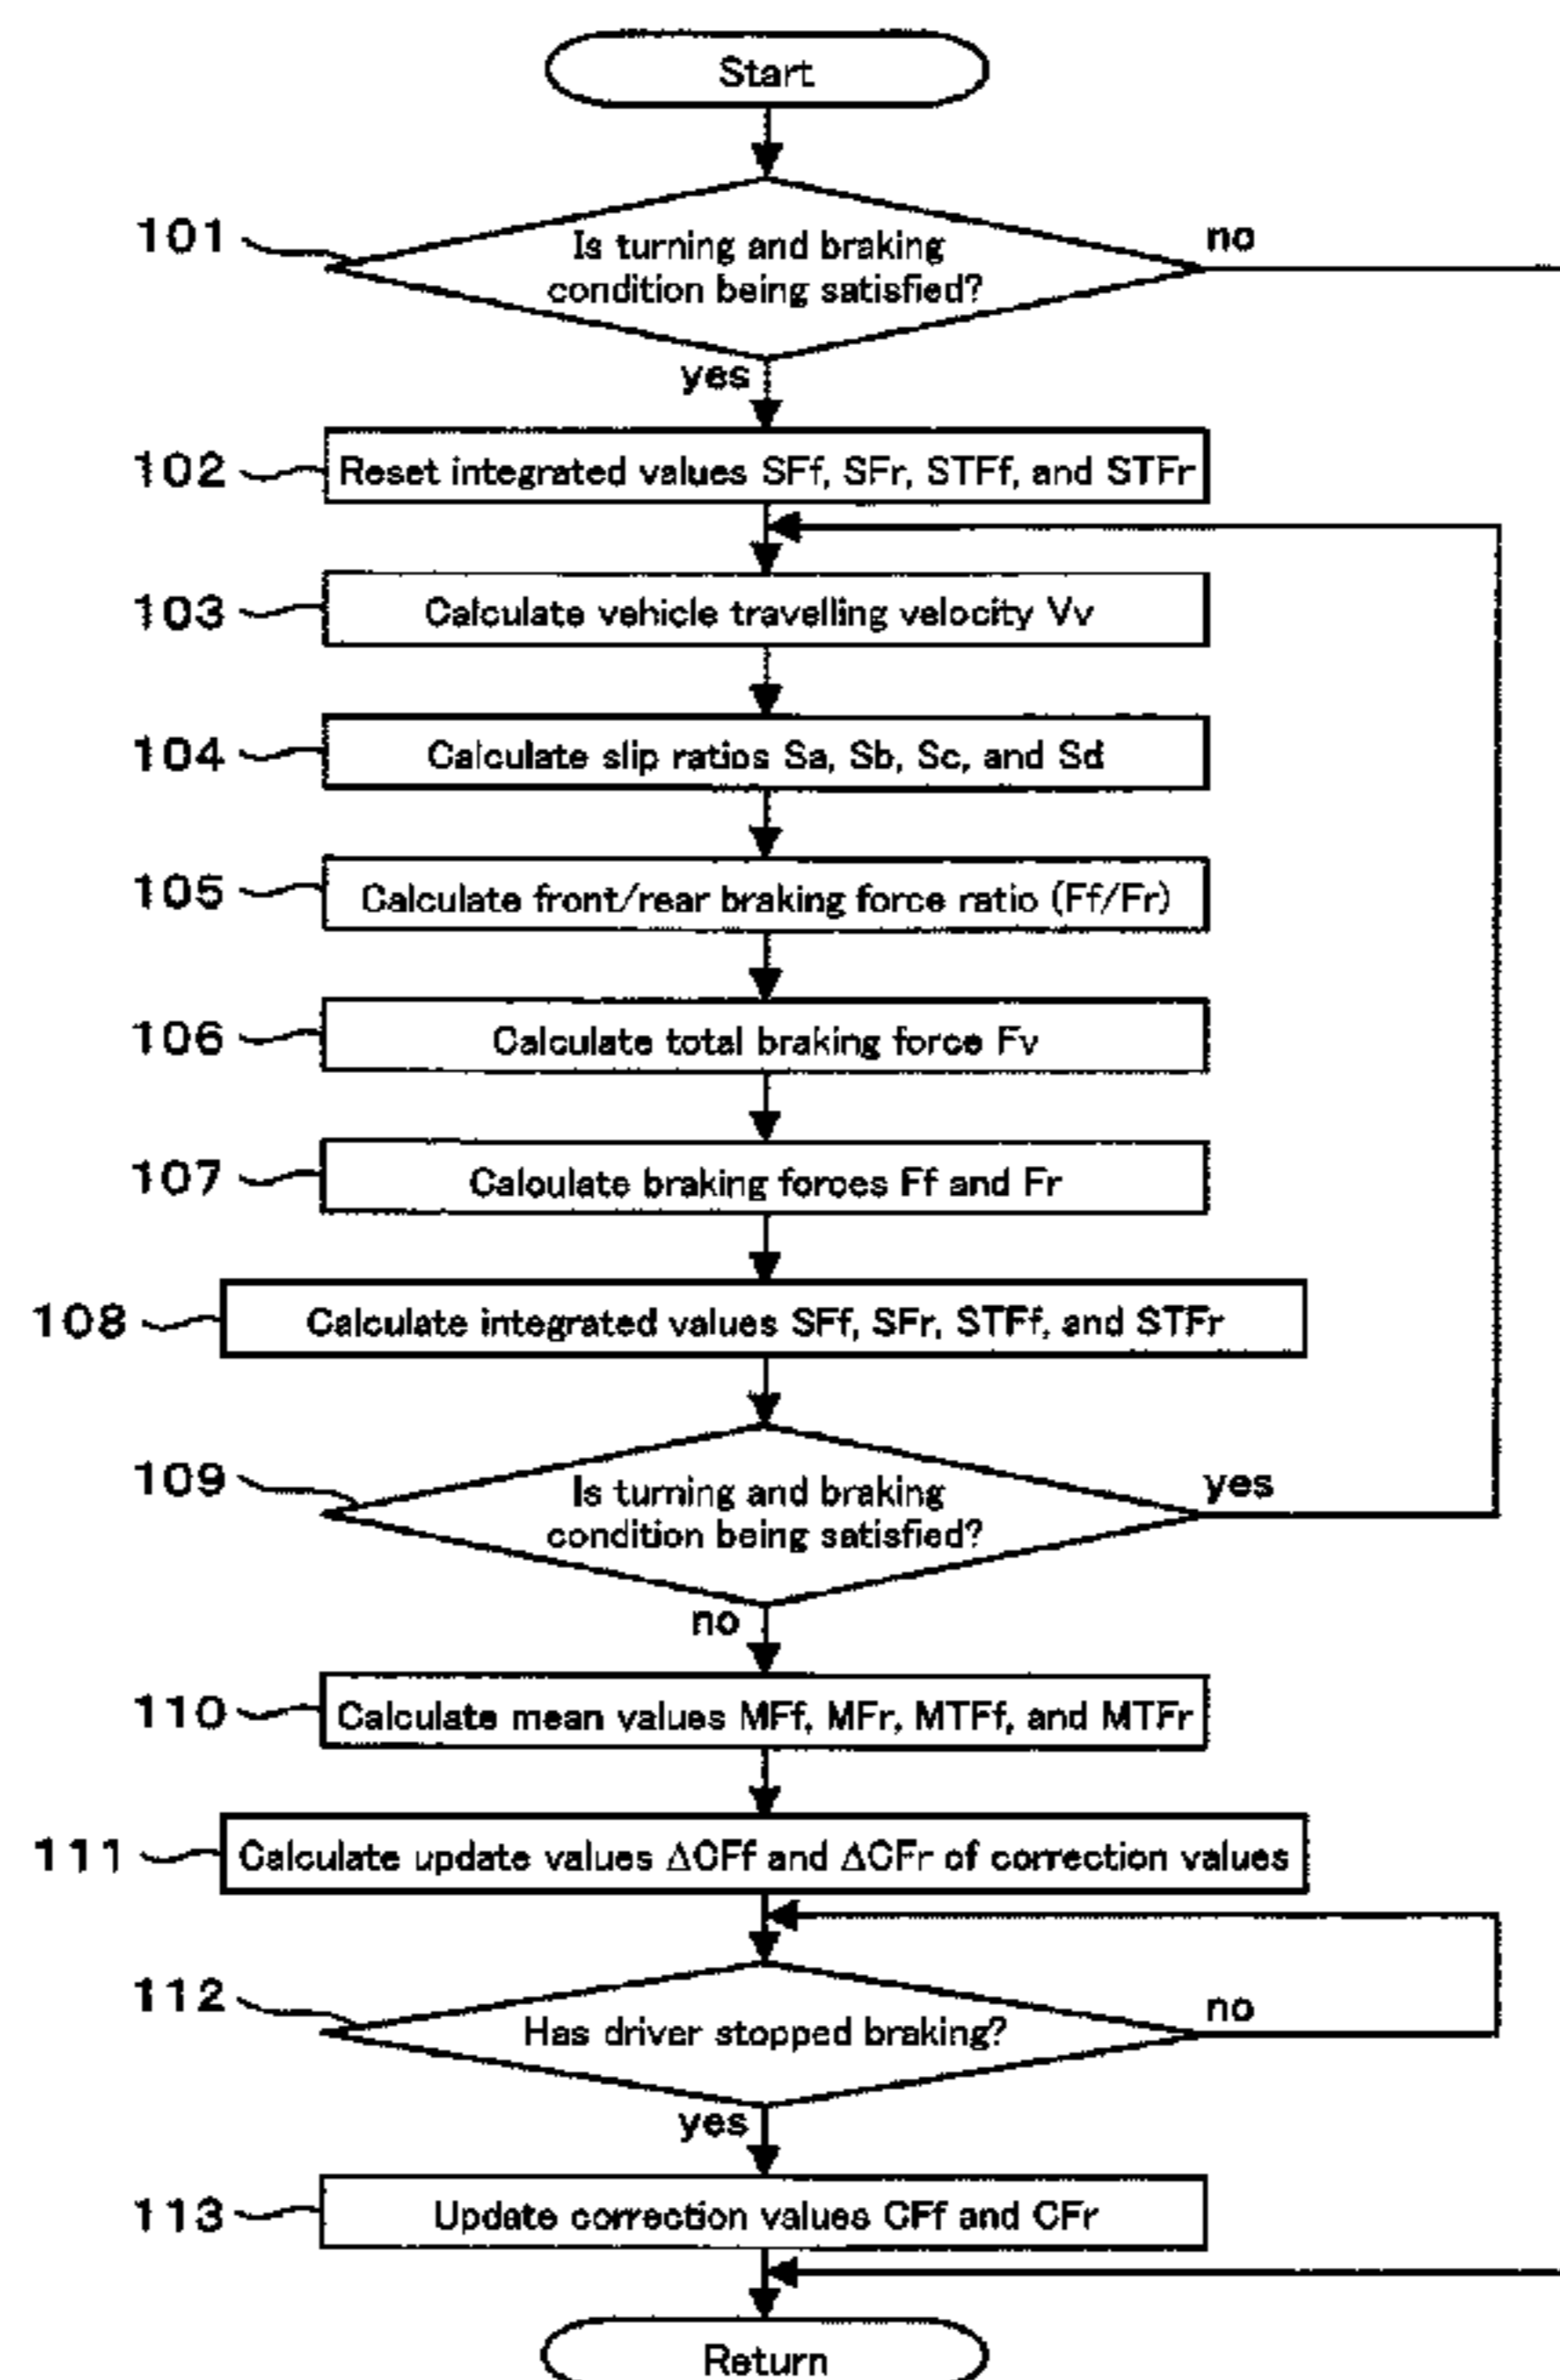 Start
101
Is turning and braking
condition being satisfied?
no
yes
102
Reset integrated values SFf, SFr, STFf, and STFr
103
Calculate vehicle travelling velocity Vv
104
Calculate slip ratios Sa, Sb, Sc, and Sd
105
Calculate front/rear braking force ratio (Ff/Fr)
106
Calculate total braking force Fv
107
Calculate braking forces Ff and Fr
108
Calculate integrated values SFf, SFr, STFf, and STFr
109
Is turning and braking
condition being satisfied?
yes
no
110
Calculate mean values MFf, MFr, MTFf, and MTFr
111
Calculate update values ΔCFf and ΔCFr of correction values
112
Has driver stopped braking?
no
yes
113
Update correction values CFf and CFr
Return